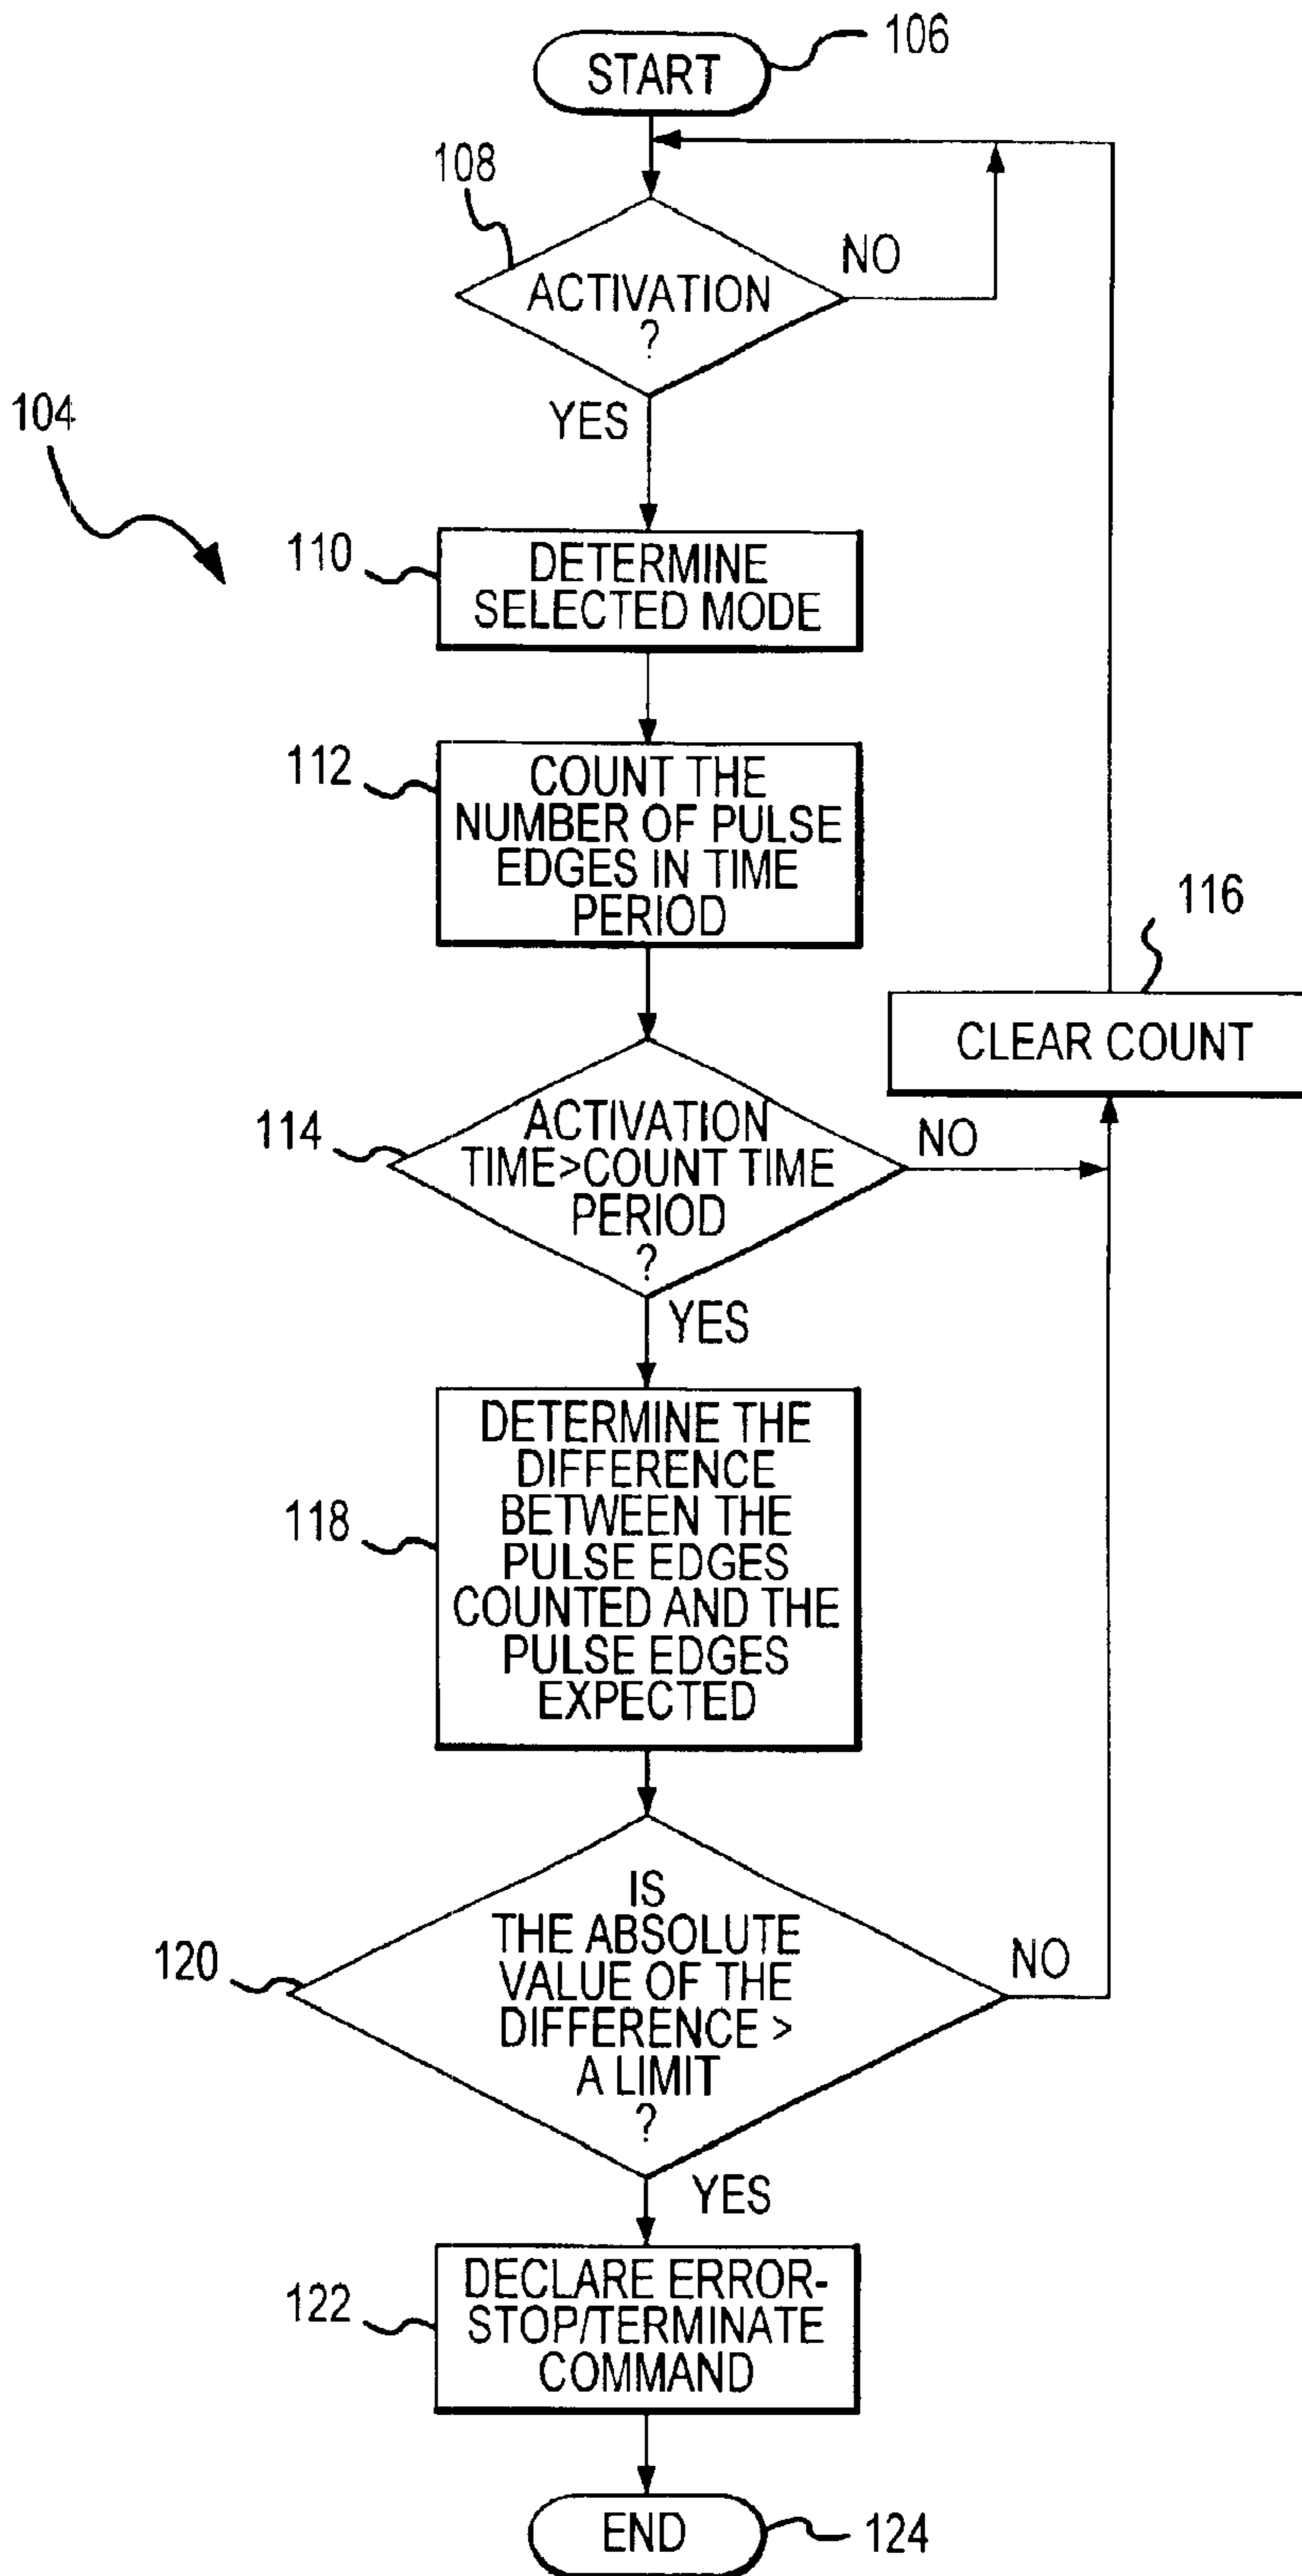 START
106
108
ACTIVATION
?
NO
YES
104
110
DETERMINE
SELECTED MODE
112
COUNT THE
NUMBER OF PULSE
EDGES IN TIME
PERIOD
116
CLEAR COUNT
114
ACTIVATION
TIME>COUNT TIME
PERIOD
?
NO
YES
118
DETERMINE THE
DIFFERENCE
BETWEEN THE
PULSE EDGES
COUNTED AND THE
PULSE EDGES
EXPECTED
120
IS
THE ABSOLUTE
VALUE OF THE
DIFFERENCE >
A LIMIT
?
NO
YES
122
DECLARE ERROR-
STOP/TERMINATE
COMMAND
END
124